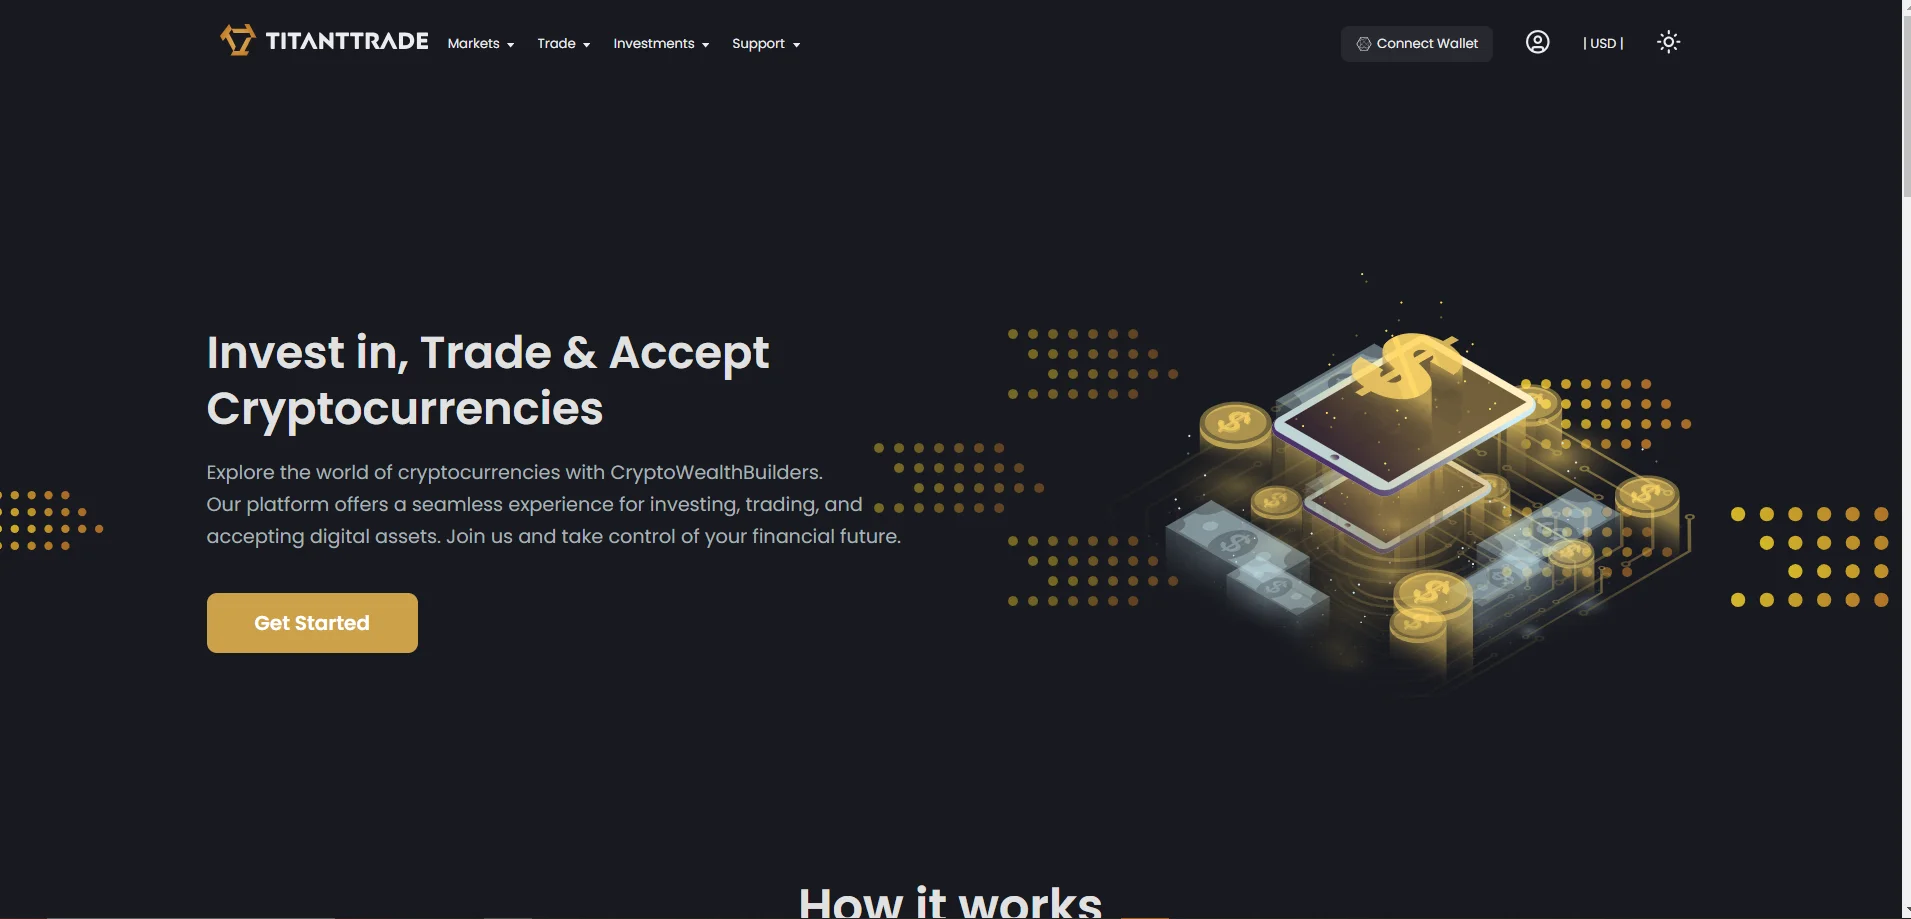 TITANTTRADE Markets Trade Investments Support Connect Wallet | USD |
Invest in, Trade & Accept
Cryptocurrencies
Explore the world of cryptocurrencies with CryptoWealthBuilders.
Our platform offers a seamless experience for investing, trading, and
accepting digital assets. Join us and take control of your financial future.
Get Started
How it works